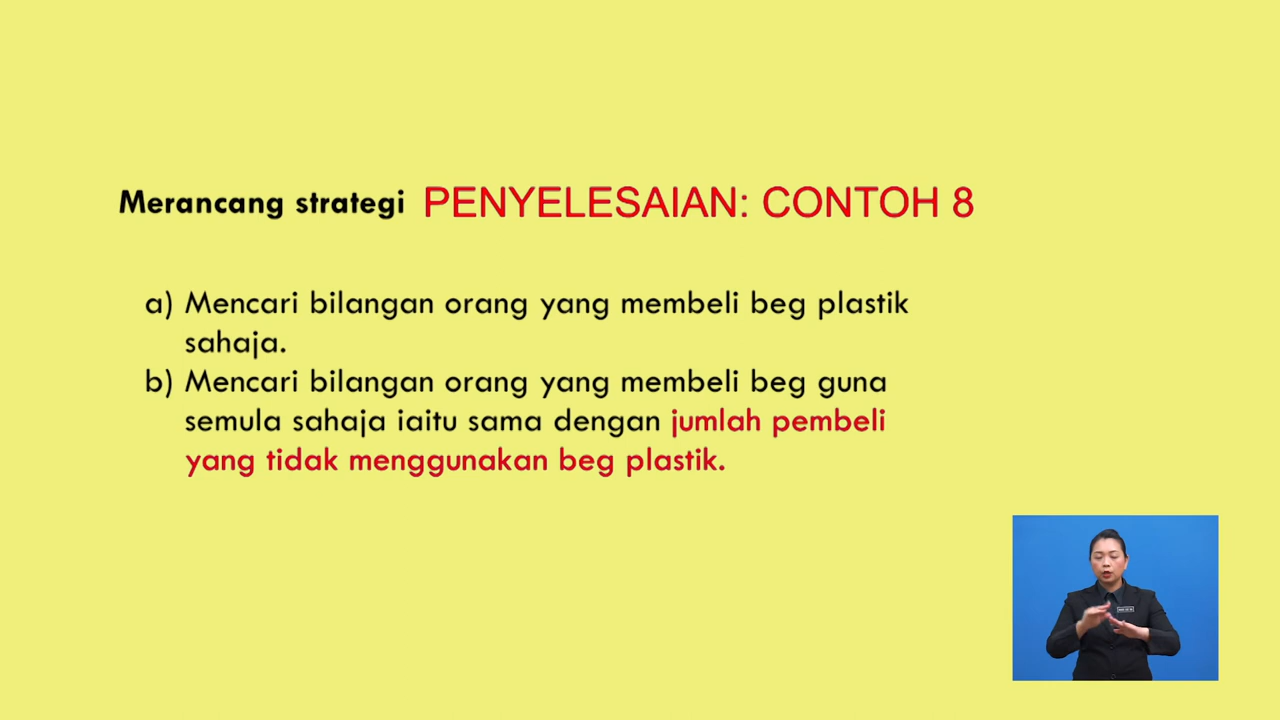 Merancang strategi PENYELESAIAN: CONTOH 8
a) Mencari bilangan orang yang membeli beg plastik
sahaja.
b) Mencari bilangan orang yang membeli beg guna
semula sahaja iaitu sama dengan jumlah pembeli
yang tidak menggunakan beg plastik.